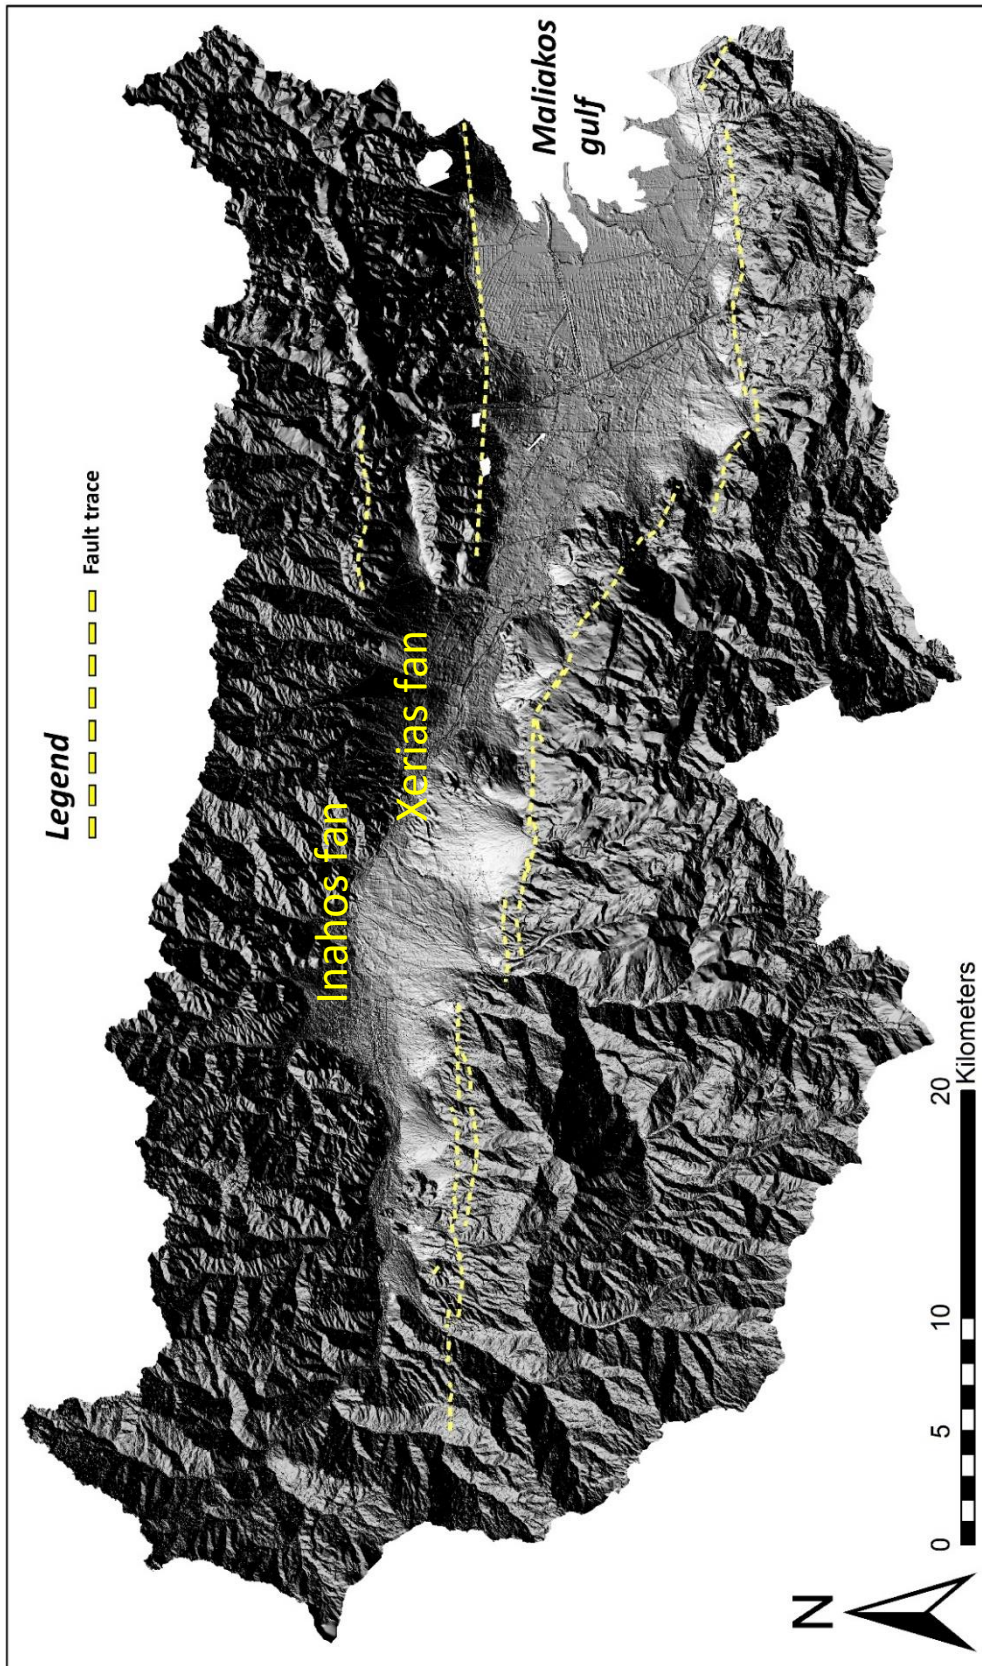 Legend
Fault trace
Maliakos
gulf
Inahos fan
Xerias fan
N
0 5 10 20
Kilometers